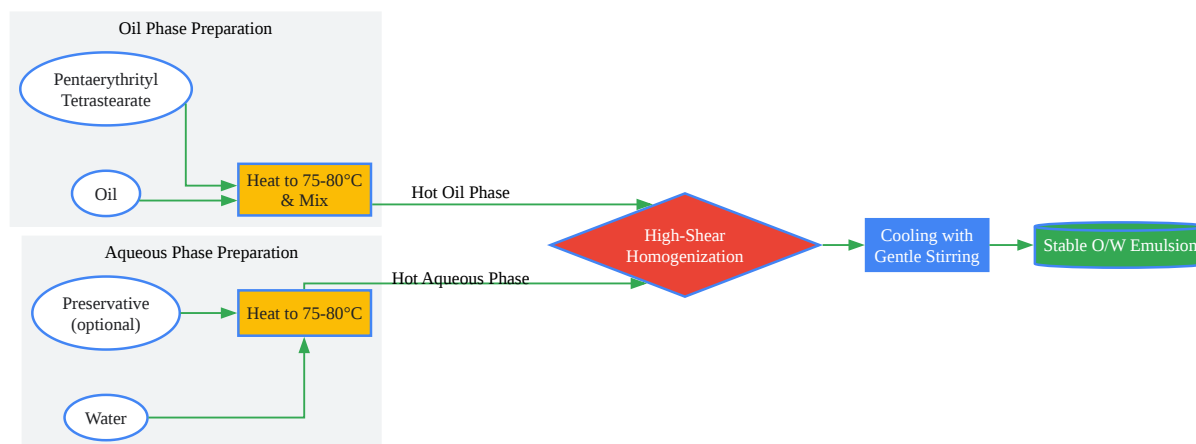 Oil Phase Preparation
Pentaerythrityl
Tetrastearate
Oil
Heat to 75-80°C
& Mix
Hot Oil Phase
Aqueous Phase Preparation
Preservative
(optional)
Heat to 75-80°C
Water
Hot Aqueous Phase
High-Shear
Homogenization
Cooling with
Gentle Stirring
Stable O/W Emulsion